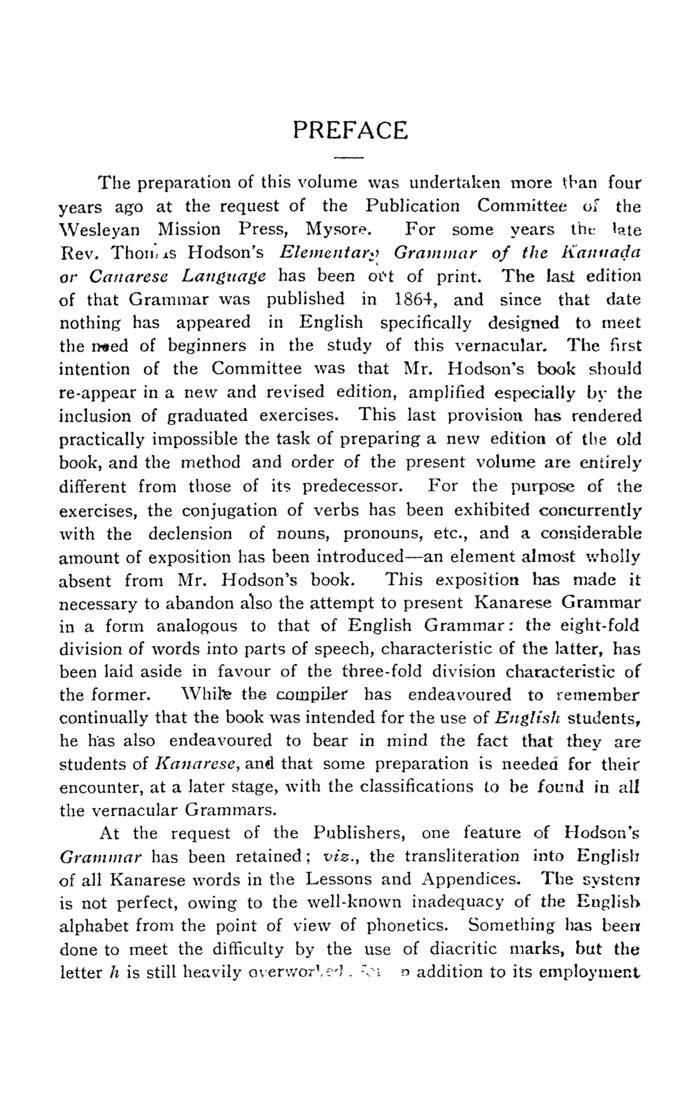 PREFACE
The preparation of this volume was undertaken more than four
years ago at the request of the Publication Committee of the
Wesleyan Mission Press, Mysore. For some years the late
Rev. Thomas Hodson's Elementary Grammar of the Kannada
or Canarese Language has been out of print. The last edition
of that Grammar was published in 1864, and since that date
nothing has appeared in English specifically designed to meet
the need of beginners in the study of this vernacular. The first
intention of the Committee was that Mr. Hodson's book should
re-appear in a new and revised edition, amplified especially by the
inclusion of graduated exercises. This last provision has rendered
practically impossible the task of preparing a new edition of the old
book, and the method and order of the present volume are entirely
different from those of its predecessor. For the purpose of the
exercises, the conjugation of verbs has been exhibited concurrently
with the declension of nouns, pronouns, etc., and a considerable
amount of exposition has been introduced—an element almost wholly
absent from Mr. Hodson's book. This exposition has made it
necessary to abandon also the attempt to present Kanarese Grammar
in a form analogous to that of English Grammar: the eight-fold
division of words into parts of speech, characteristic of the latter, has
been laid aside in favour of the three-fold division characteristic of
the former. While the compiler has endeavoured to remember
continually that the book was intended for the use of English students,
he has also endeavoured to bear in mind the fact that they are
students of Kanarese, and that some preparation is needed for their
encounter, at a later stage, with the classifications to be found in all
the vernacular Grammars.
At the request of the Publishers, one feature of Hodson's
Grammar has been retained; viz., the transliteration into English
of all Kanarese words in the Lessons and Appendices. The system
is not perfect, owing to the well-known inadequacy of the English
alphabet from the point of view of phonetics. Something has been
done to meet the difficulty by the use of diacritic marks, but the
letter h is still heavily overworked. addition to its employment